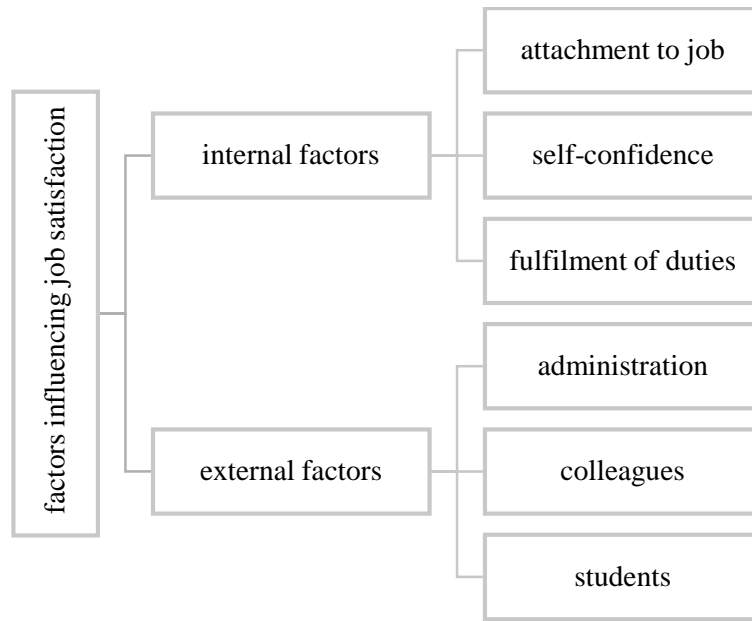 factors influencing job satisfaction
internal factors
attachment to job
self-confidence
fulfilment of duties
external factors
administration
colleagues
students